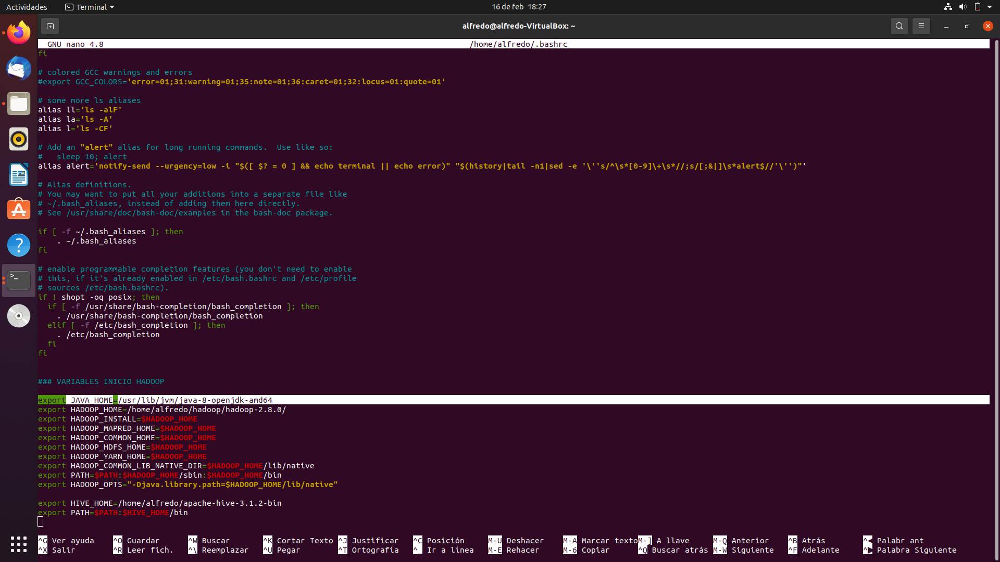 Actividades Terminal 16 de feb 18:27
alfredo@alfredo-VirtualBox: ~
GNU nano 4.8 /home/alfredo/.bashrc
fi
# colored GCC warnings and errors
#export GCC_COLORS='error=01;31:warning=01;35:note=01;36:caret=01;32:locus=01:quote=01'
# some more ls aliases
alias ll='ls -alF'
alias la='ls -A'
alias l='ls -CF'
# Add an "alert" alias for long running commands.  Use like so:
#   sleep 10; alert
alias alert='notify-send --urgency=low -i "$([ $? = 0 ] && echo terminal || echo error)" "$(history|tail -n1|sed -e '\''s/^\s*[0-9]\+\s*//;s/[;&|]\s*alert$//'\'')"'
# Alias definitions.
# You may want to put all your additions into a separate file like
# ~/.bash_aliases, instead of adding them here directly.
# See /usr/share/doc/bash-doc/examples in the bash-doc package.
if [ -f ~/.bash_aliases ]; then
    . ~/.bash_aliases
fi
# enable programmable completion features (you don't need to enable
# this, if it's already enabled in /etc/bash.bashrc and /etc/profile
# sources /etc/bash.bashrc).
if ! shopt -oq posix; then
  if [ -f /usr/share/bash-completion/bash_completion ]; then
    . /usr/share/bash-completion/bash_completion
  elif [ -f /etc/bash_completion ]; then
    . /etc/bash_completion
  fi
fi
### VARIABLES INICIO HADOOP
export JAVA_HOME=/usr/lib/jvm/java-8-openjdk-amd64
export HADOOP_HOME=/home/alfredo/hadoop/hadoop-2.8.0/
export HADOOP_INSTALL=$HADOOP_HOME
export HADOOP_MAPRED_HOME=$HADOOP_HOME
export HADOOP_COMMON_HOME=$HADOOP_HOME
export HADOOP_HDFS_HOME=$HADOOP_HOME
export HADOOP_YARN_HOME=$HADOOP_HOME
export HADOOP_COMMON_LIB_NATIVE_DIR=$HADOOP_HOME/lib/native
export PATH=$PATH:$HADOOP_HOME/sbin:$HADOOP_HOME/bin
export HADOOP_OPTS="-Djava.library.path=$HADOOP_HOME/lib/native"
export HIVE_HOME=/home/alfredo/apache-hive-3.1.2-bin
export PATH=$PATH:$HIVE_HOME/bin
^G Ver ayuda ^O Guardar ^W Buscar ^K Cortar Texto ^J Justificar ^C Posición M-U Deshacer M-A Marcar texto M-] A llave M-Q Anterior ^B Atrás ^◀ Palabr ant
^X Salir ^R Leer fich. ^\ Reemplazar ^U Pegar ^T Ortografía ^_ Ir a línea M-E Rehacer M-6 Copiar ^Q Buscar atrás M-W Siguiente ^F Adelante ^▶ Palabra Siguiente